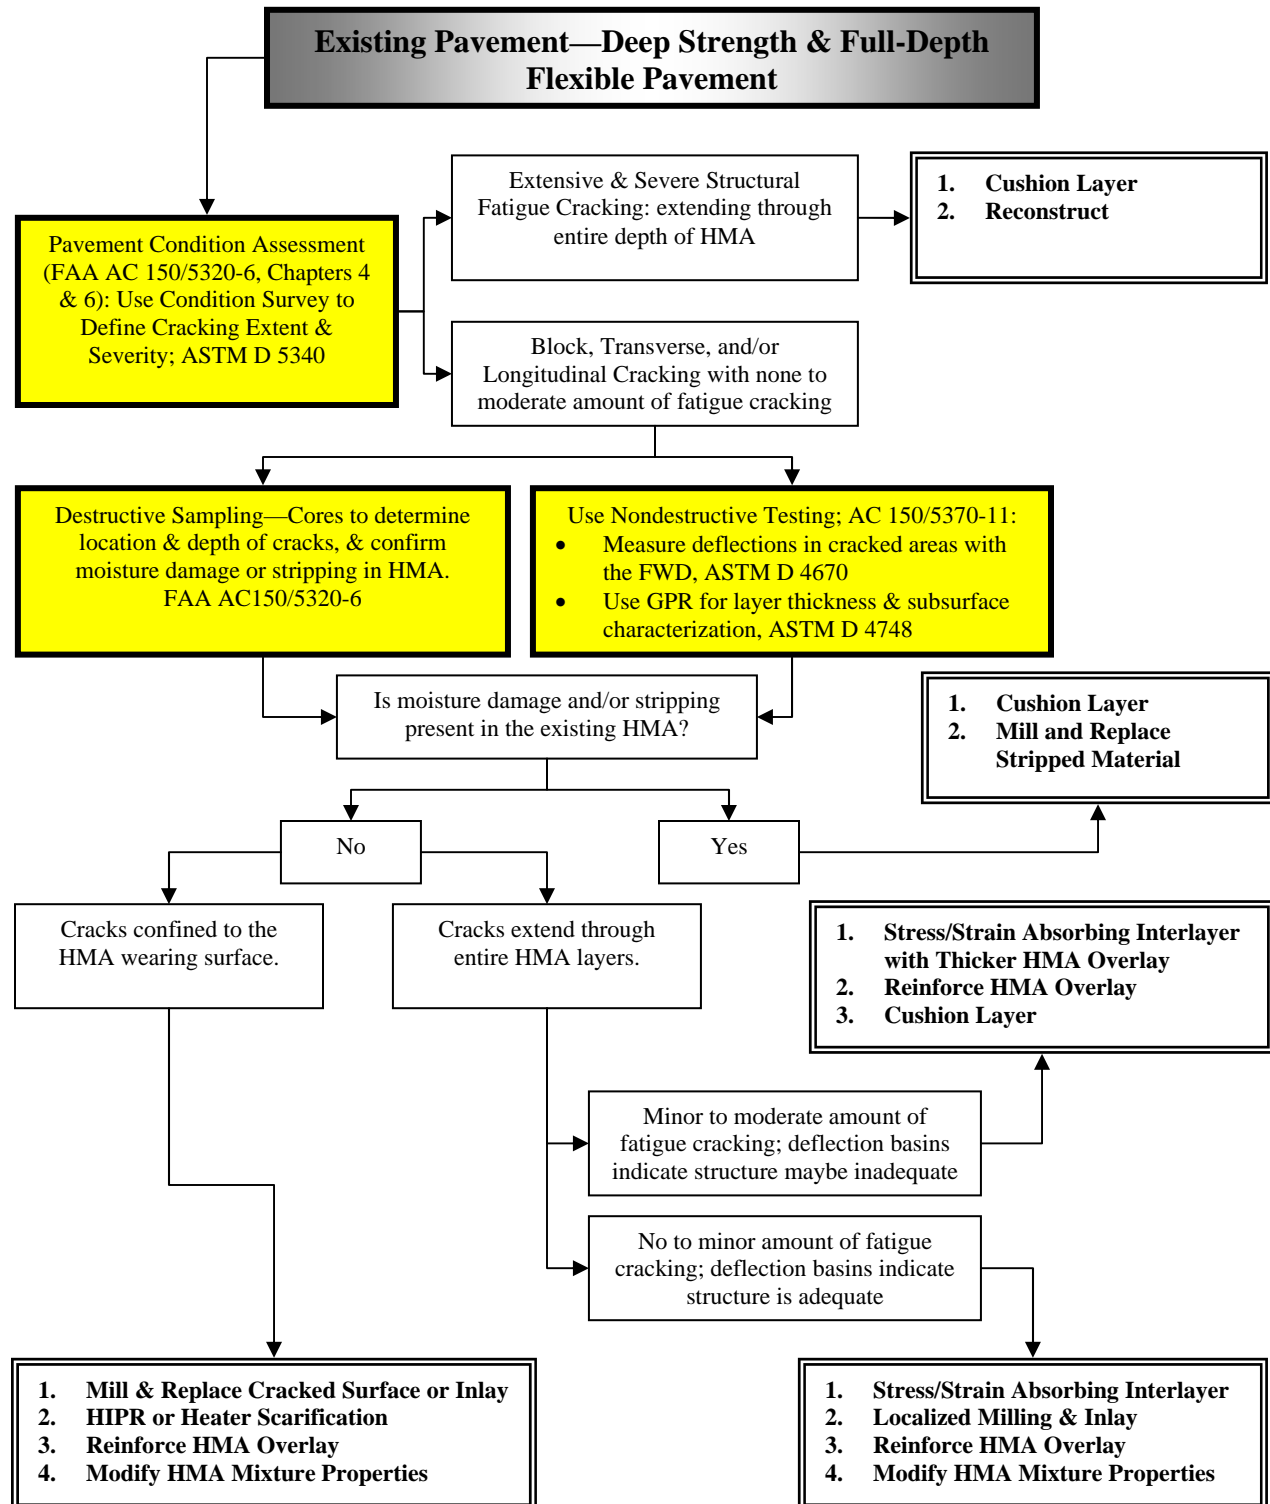 Existing Pavement—Deep Strength & Full-Depth
Flexible Pavement
Extensive & Severe Structural
Fatigue Cracking: extending through
entire depth of HMA
1. Cushion Layer
2. Reconstruct
Pavement Condition Assessment
(FAA AC 150/5320-6, Chapters 4
& 6): Use Condition Survey to
Define Cracking Extent &
Severity; ASTM D 5340
Block, Transverse, and/or
Longitudinal Cracking with none to
moderate amount of fatigue cracking
Destructive Sampling—Cores to determine
location & depth of cracks, & confirm
moisture damage or stripping in HMA.
FAA AC150/5320-6
Use Nondestructive Testing; AC 150/5370-11:
• Measure deflections in cracked areas with
the FWD, ASTM D 4670
• Use GPR for layer thickness & subsurface
characterization, ASTM D 4748
Is moisture damage and/or stripping
present in the existing HMA?
1. Cushion Layer
2. Mill and Replace
Stripped Material
No
Yes
Cracks confined to the
HMA wearing surface.
Cracks extend through
entire HMA layers.
1. Stress/Strain Absorbing Interlayer
with Thicker HMA Overlay
2. Reinforce HMA Overlay
3. Cushion Layer
Minor to moderate amount of
fatigue cracking; deflection basins
indicate structure maybe inadequate
No to minor amount of fatigue
cracking; deflection basins indicate
structure is adequate
1. Mill & Replace Cracked Surface or Inlay
2. HIPR or Heater Scarification
3. Reinforce HMA Overlay
4. Modify HMA Mixture Properties
1. Stress/Strain Absorbing Interlayer
2. Localized Milling & Inlay
3. Reinforce HMA Overlay
4. Modify HMA Mixture Properties